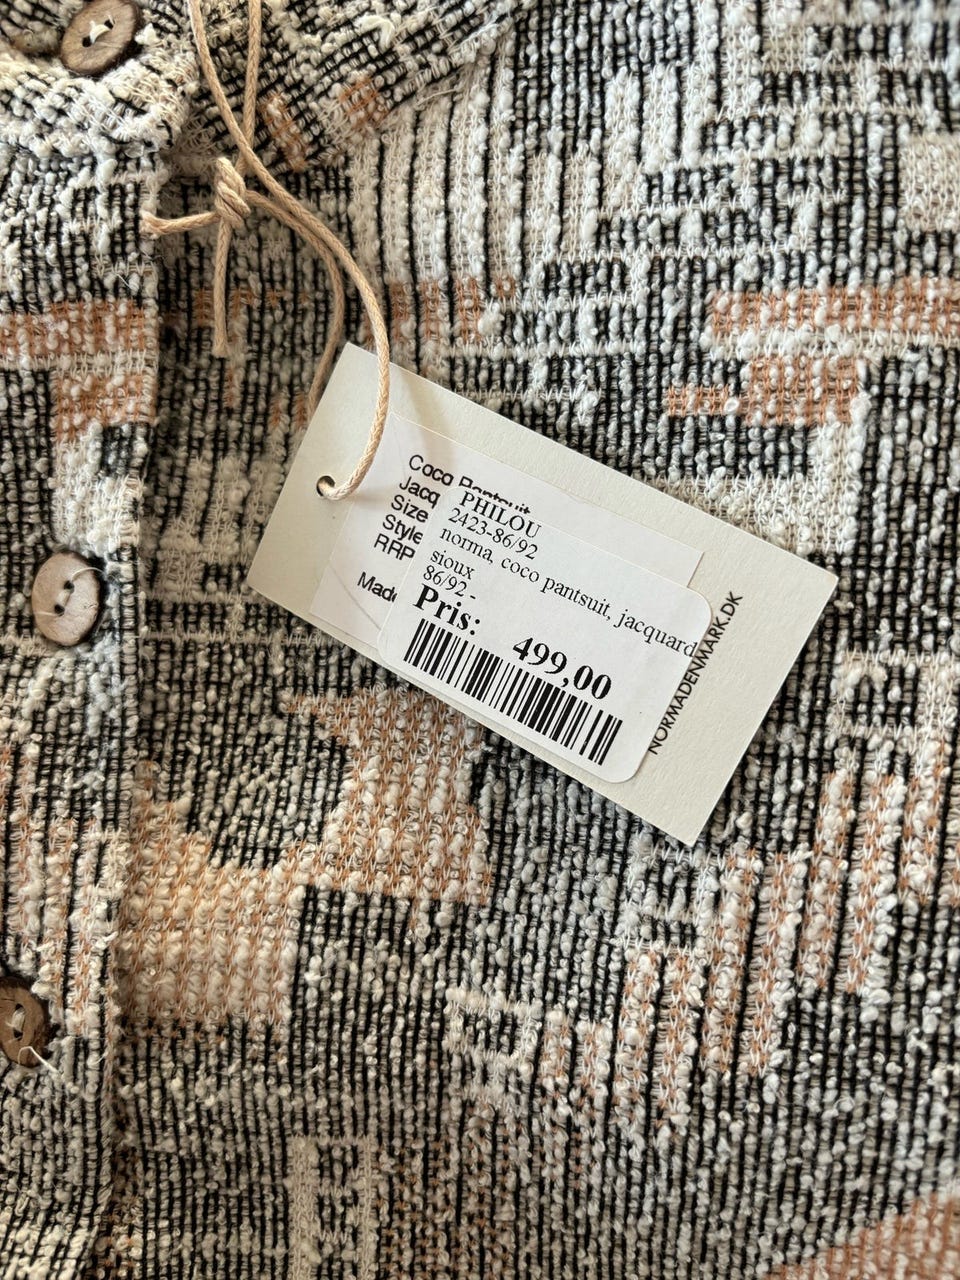 Coco Pantsuit
Jacq
Size
Style
RRP
Made
PHILOU
2423-86/92
norma, coco pantsuit, jacquard
sioux
86/92-
Pris: 499,00
NORMADENMARK.DK